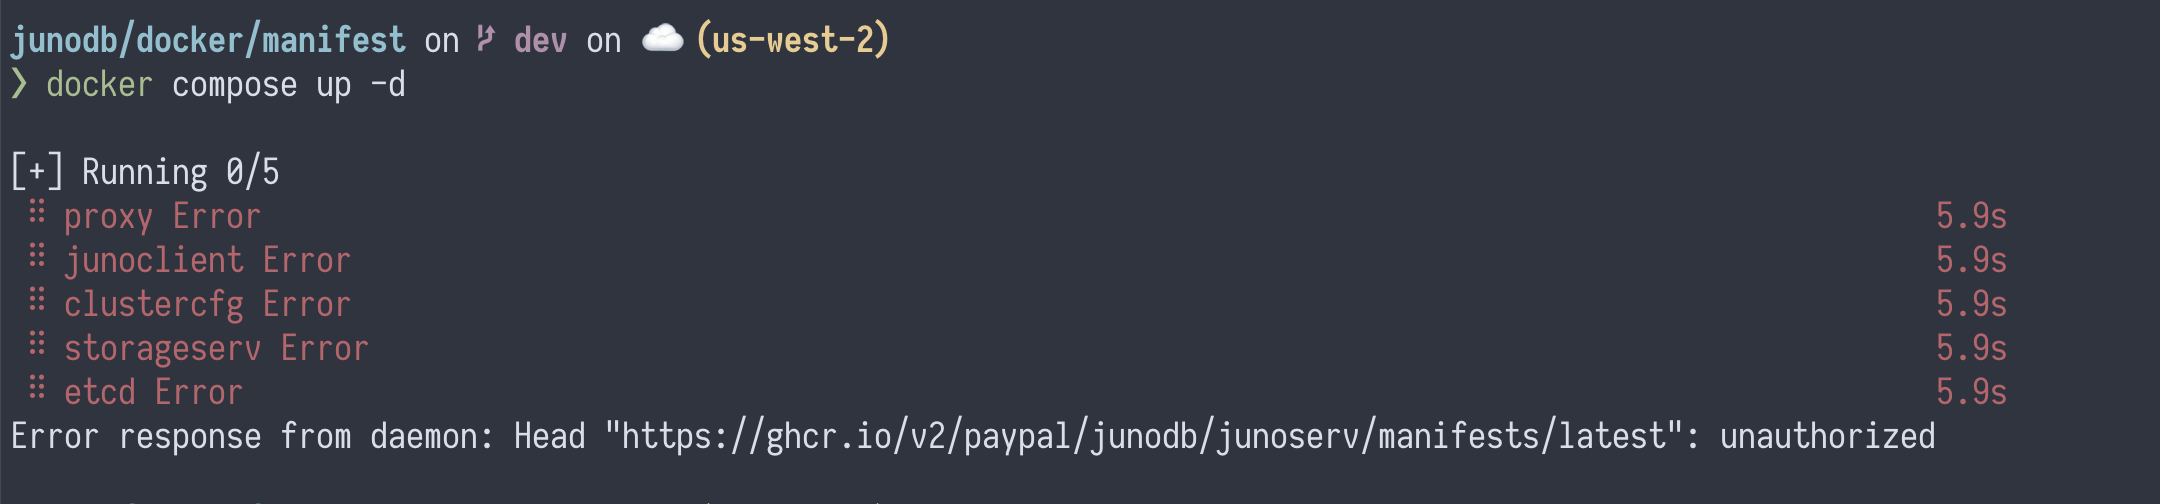 junodb/docker/manifest on dev on ☁️ (us-west-2)
❯ docker compose up -d
[+] Running 0/5
⠿ proxy Error 5.9s
⠿ junoclient Error 5.9s
⠿ clustercfg Error 5.9s
⠿ storageserv Error 5.9s
⠿ etcd Error 5.9s
Error response from daemon: Head "https://ghcr.io/v2/paypal/junodb/junoserv/manifests/latest": unauthorized